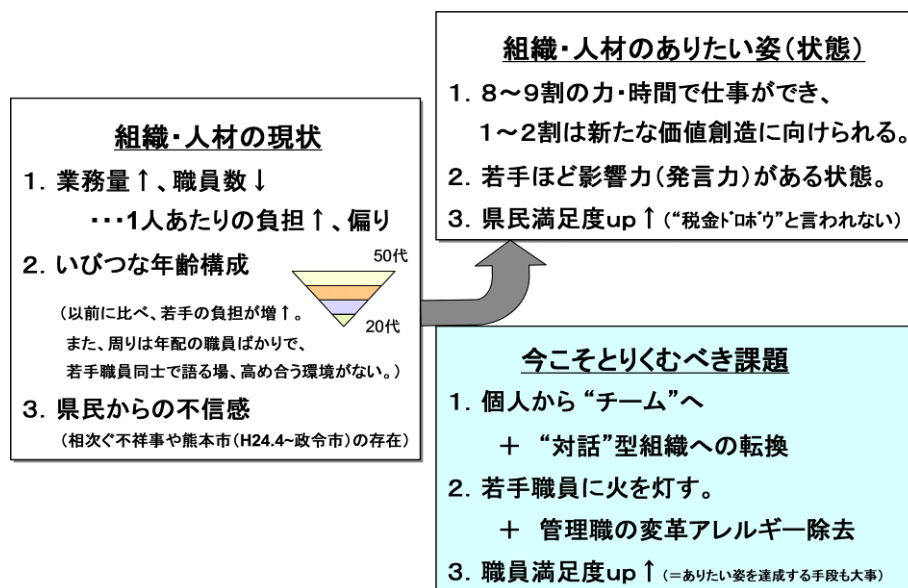 組織・人材の現状
1. 業務量↑、職員数↓
・・・1人あたりの負担↑、偏り
2. いびつな年齢構成
50代
20代
(以前に比べ、若手の負担が増↑。
また、周りは年配の職員ばかりで、
若手職員同士で語る場、高め合う環境がない。)
3. 県民からの不信感
(相次ぐ不祥事や熊本市(H24.4~政令市)の存在)
組織・人材のありたい姿(状態)
1. 8~9割の力・時間で仕事ができ、
1~2割は新たな価値創造に向けられる。
2. 若手ほど影響力(発言力)がある状態。
3. 県民満足度up↑(“税金ドロボウ”と言われない)
今こそとりくむべき課題
1. 個人から“チーム”へ
+ “対話”型組織への転換
2. 若手職員に火を灯す。
+ 管理職の変革アレルギー除去
3. 職員満足度up↑(=ありたい姿を達成する手段も大事)